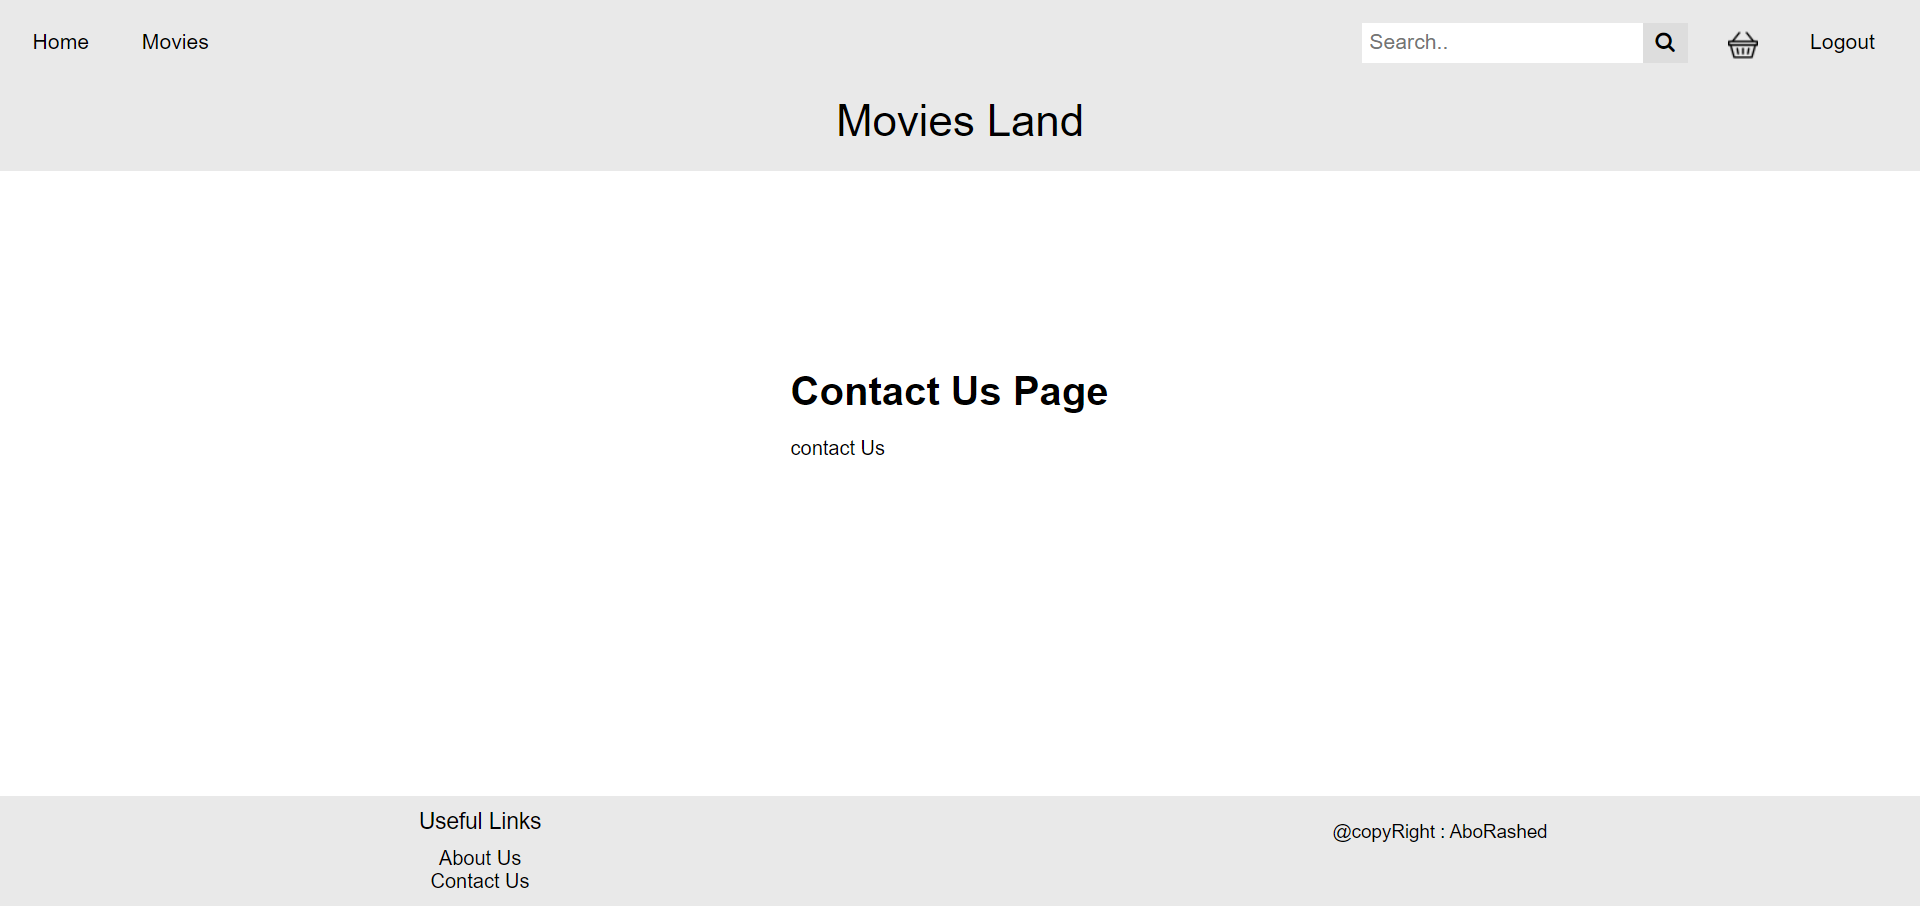 Home Movies Search.. Logout
Movies Land
Contact Us Page
contact Us
Useful Links
About Us
Contact Us
@copyRight : AboRashed